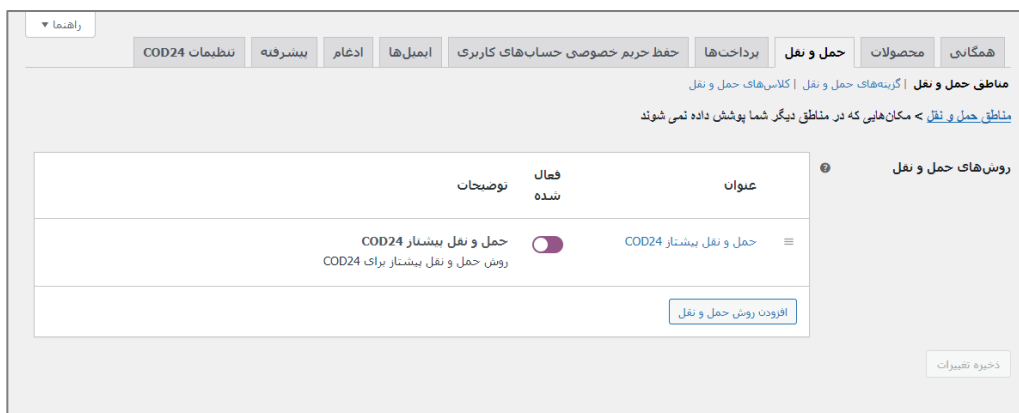 راهنما ▼
همگانی محصولات حمل و نقل پرداخت‌ها حفظ حریم خصوصی حساب‌های کاربری ایمیل‌ها ادغام پیشرفته تنظیمات COD24
مناطق حمل و نقل | گزینه‌های حمل و نقل | کلاس‌های حمل و نقل
مناطق حمل و نقل > مکان‌هایی که در مناطق دیگر شما پوشش داده نمی شوند
روش‌های حمل و نقل
عنوان فعال شده توضیحات
حمل و نقل پیشتاز COD24 حمل و نقل پیشتاز COD24
روش حمل و نقل پیشتاز برای COD24
افزودن روش حمل و نقل
ذخیره تغییرات